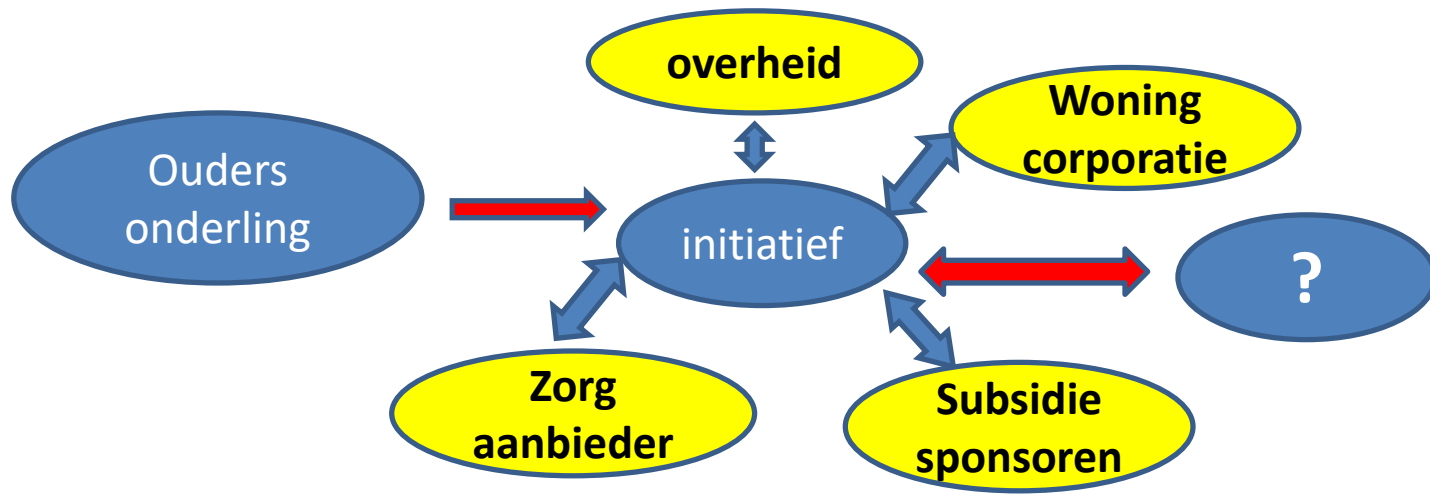 overheid
Woning
corporatie
Ouders
onderling
initiatief
?
Zorg
aanbieder
Subsidie
sponsoren